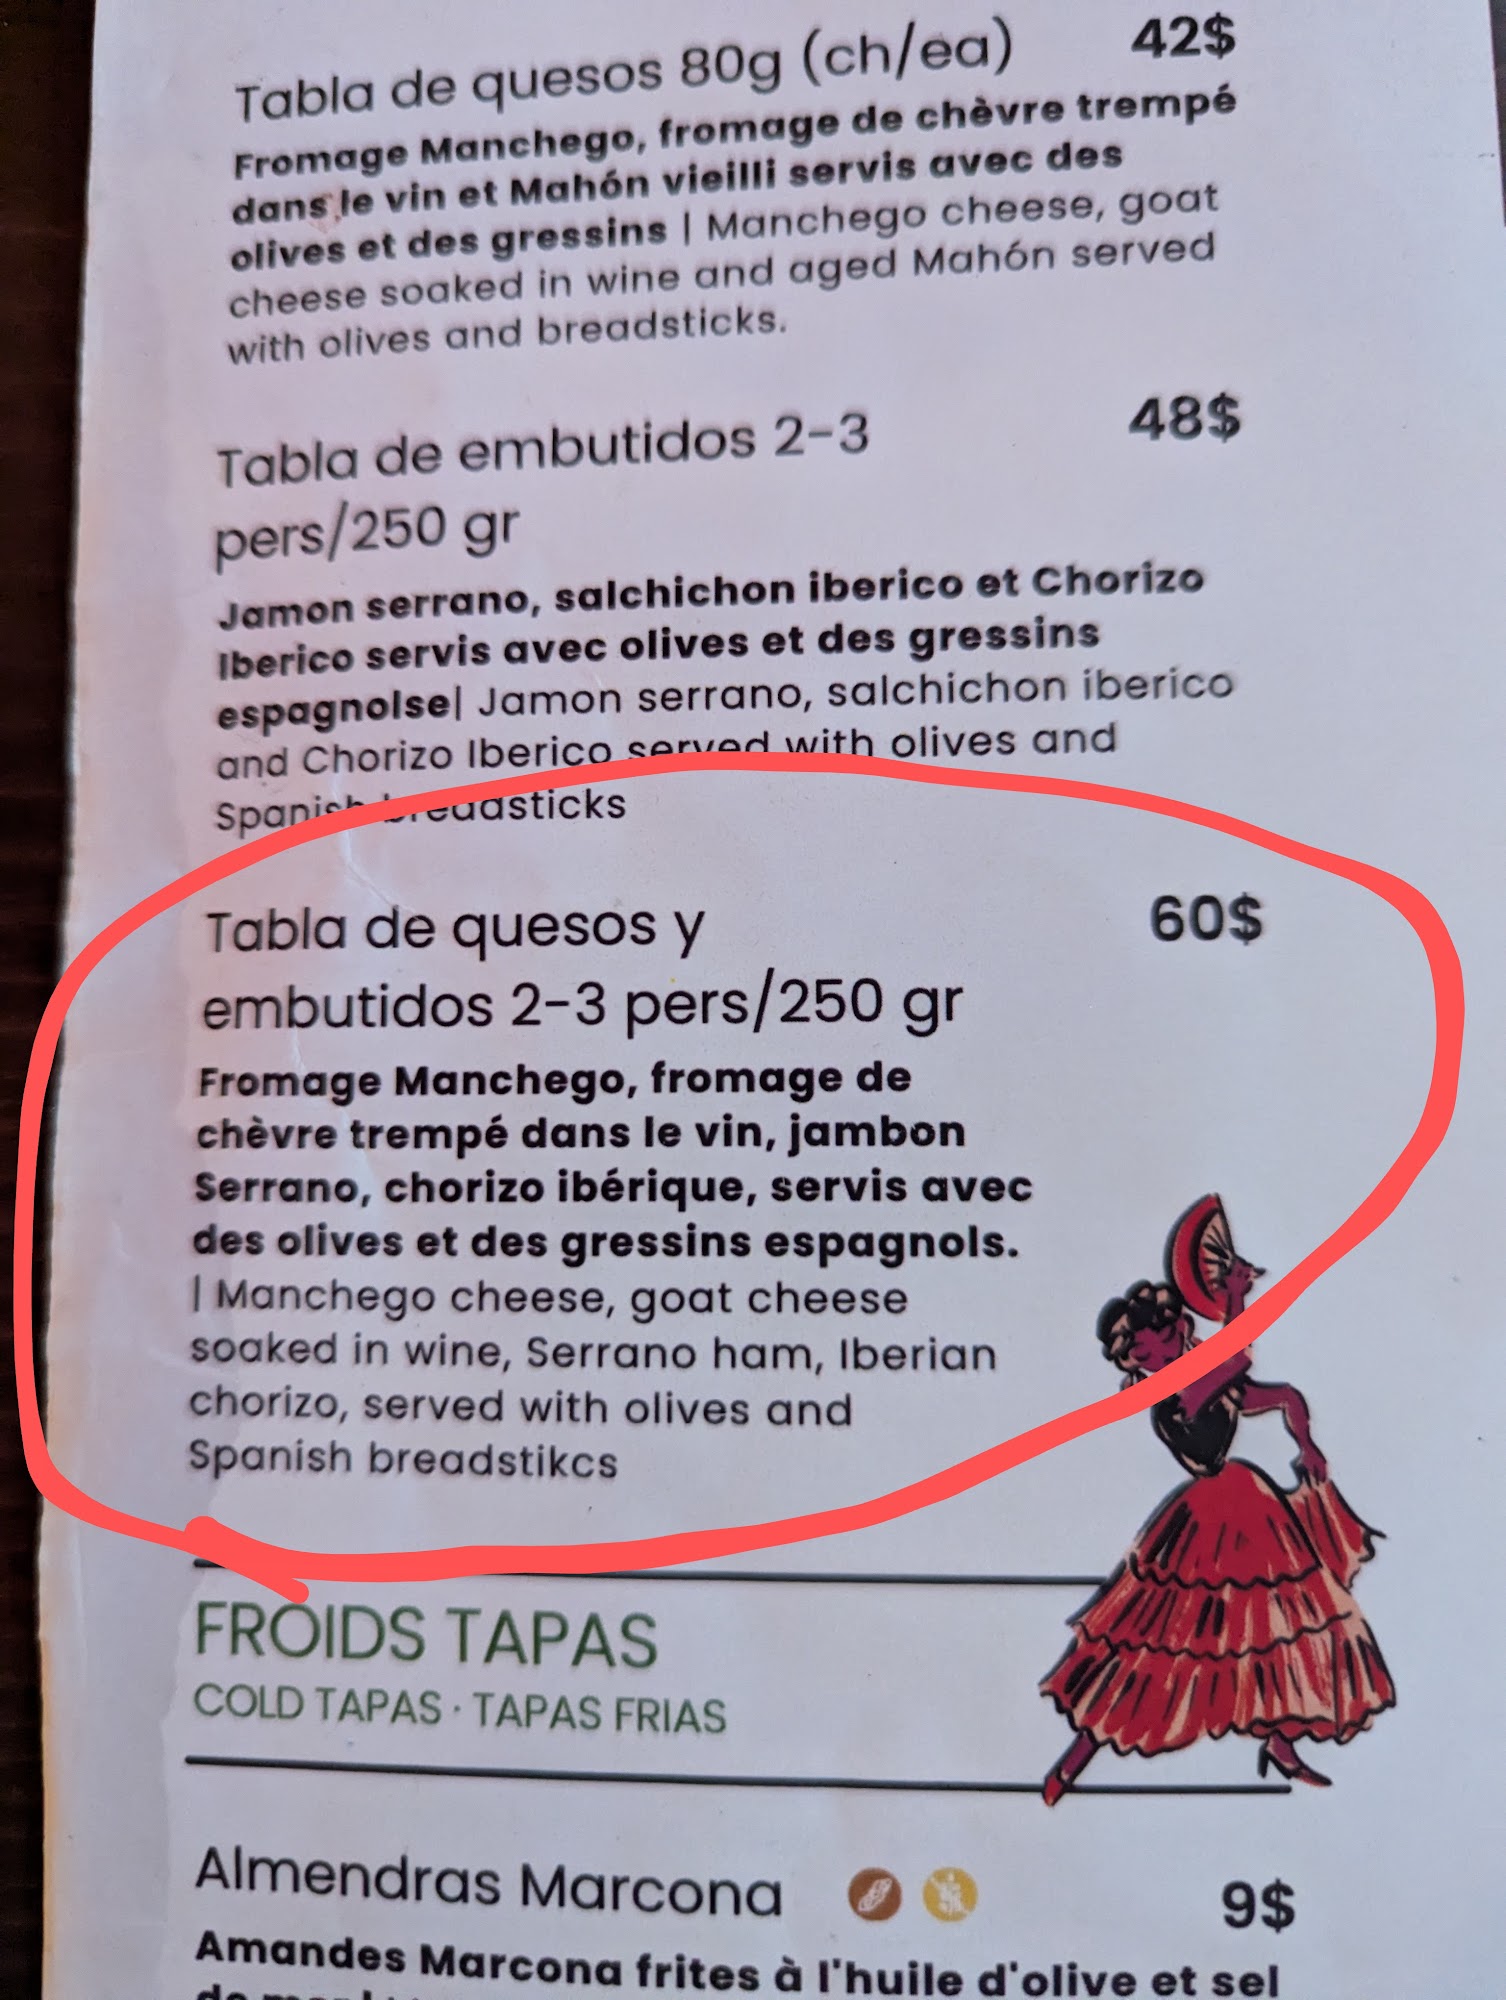 Tabla de quesos 80g (ch/ea) 42$
Fromage Manchego, fromage de chèvre trempé
dans le vin et Mahón vieilli servis avec des
olives et des gressins | Manchego cheese, goat
cheese soaked in wine and aged Mahón served
with olives and breadsticks.
Tabla de embutidos 2-3 48$
pers/250 gr
Jamon serrano, salchichon iberico et Chorizo
Iberico servis avec olives et des gressins
espagnolse| Jamon serrano, salchichon iberico
and Chorizo Iberico served with olives and
Spanish breadsticks
Tabla de quesos y 60$
embutidos 2-3 pers/250 gr
Fromage Manchego, fromage de
chèvre trempé dans le vin, jambon
Serrano, chorizo ibérique, servis avec
des olives et des gressins espagnols.
| Manchego cheese, goat cheese
soaked in wine, Serrano ham, Iberian
chorizo, served with olives and
Spanish breadstikcs
FROIDS TAPAS
COLD TAPAS · TAPAS FRIAS
Almendras Marcona 9$
Amandes Marcona frites à l'huile d'olive et sel
de